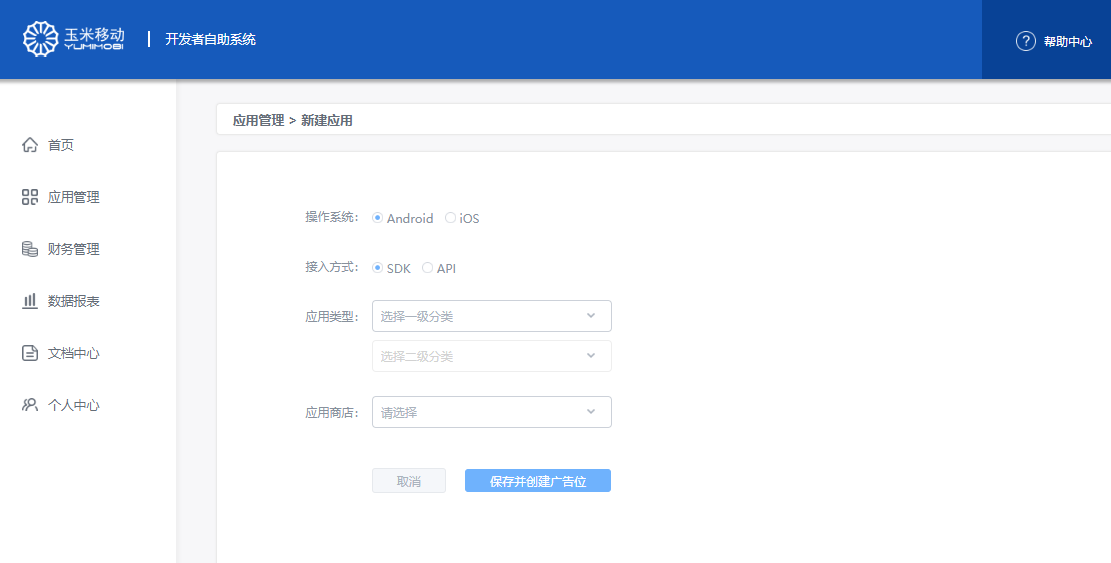 玉米移动
YUMIMOBI
开发者自助系统
? 帮助中心
首页
应用管理
财务管理
数据报表
文档中心
个人中心
应用管理 > 新建应用
操作系统: Android iOS
接入方式: SDK API
应用类型: 选择一级分类
选择二级分类
应用商店: 请选择
取消 保存并创建广告位